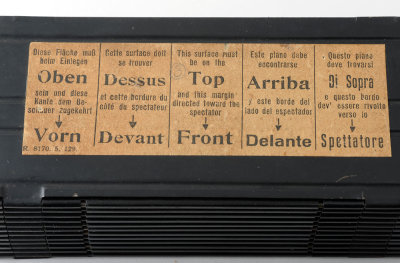 Diese Fläche muß
beim Einlegen
Oben
sein und diese
Kante dem Be-
schauer zugekehrt
Vorn
R. 8170. 5. 129.
Cette surface doit
se trouver
Dessus
et cette bordure du
côté du spectateur
Devant
This surface must
be on the
Top
and this margin
directed toward the
spectator
Front
Este plano debe
encontrarse
Arriba
y este borde del
lado del espectador
Delante
Questo piano deve
trovarsi
Di Sopra
e questo bordo
dev' essere rivolto
verso lo
Spettatore